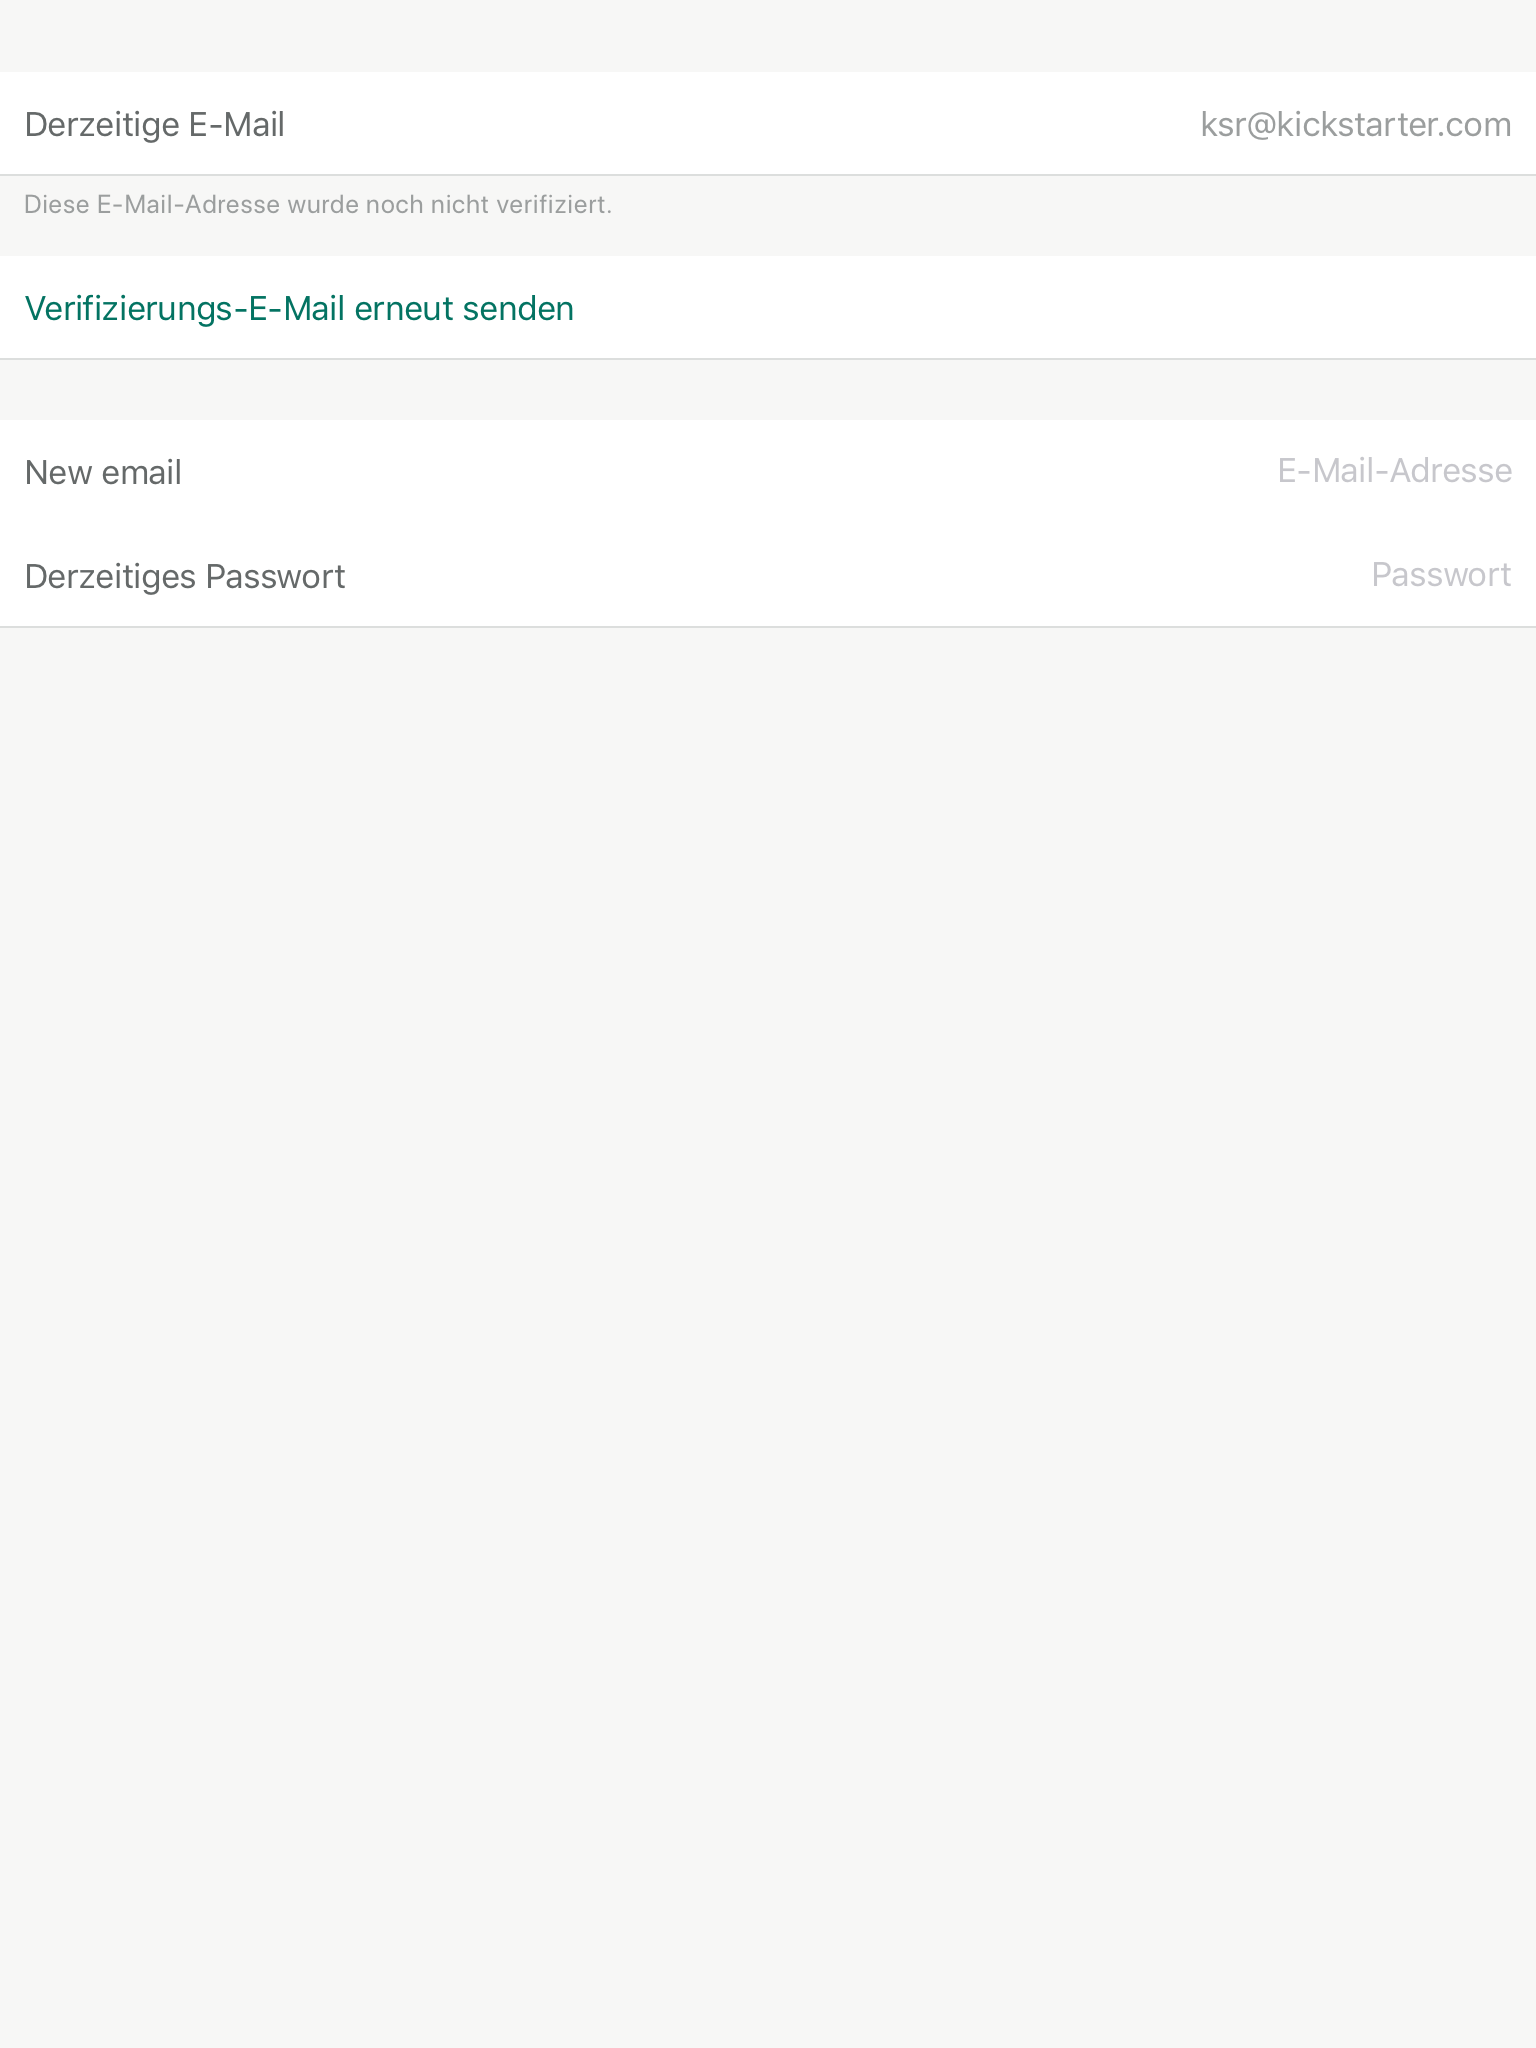 Derzeitige E-Mail ksr@kickstarter.com
Diese E-Mail-Adresse wurde noch nicht verifiziert.
Verifizierungs-E-Mail erneut senden
New email E-Mail-Adresse
Derzeitiges Passwort Passwort